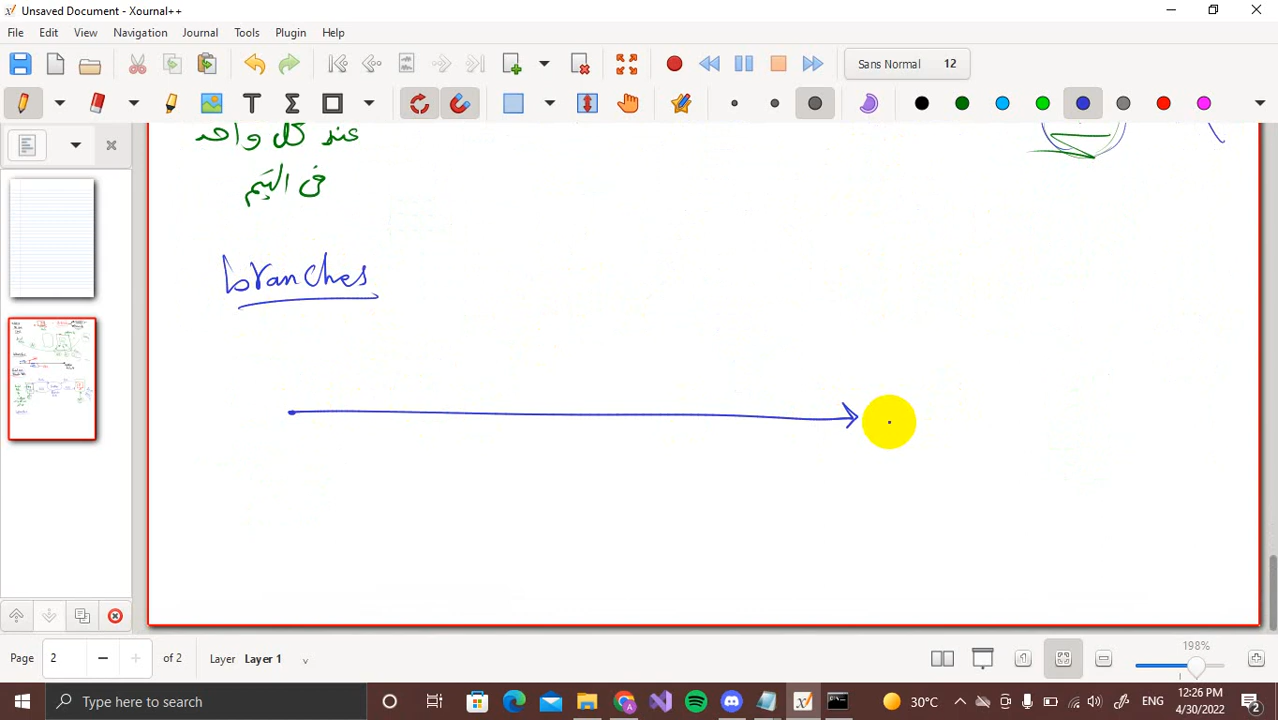 Unsaved Document - Xournal++
File Edit View Navigation Journal Tools Plugin Help
Sans Normal 12
عند كل واحد
فى التيم
branches
Page 2 of 2 Layer Layer 1
198%
Type here to search
30°C ENG 12:26 PM
4/30/2022
2